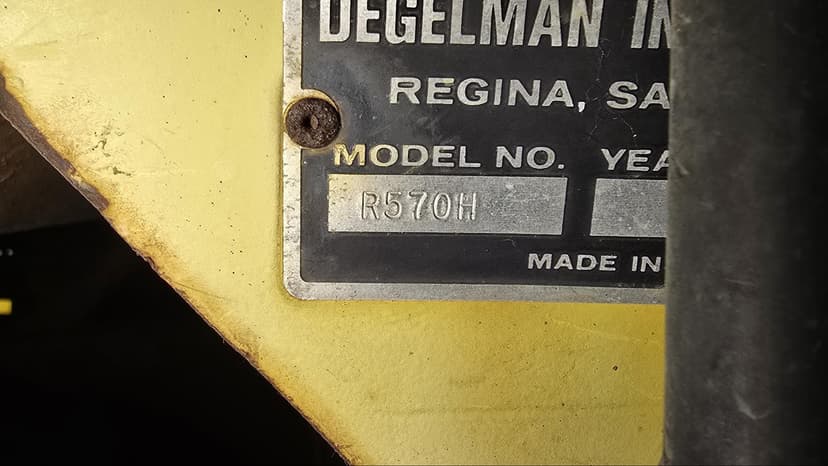 DEGELMAN IN
REGINA, SA
MODEL NO. YEA
R570H
MADE IN